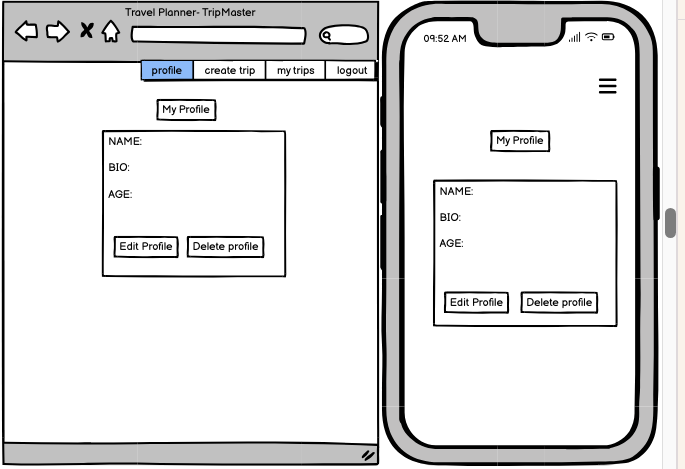 Travel Planner- TripMaster
profile create trip my trips logout
My Profile
NAME:
BIO:
AGE:
Edit Profile Delete profile
09:52 AM
My Profile
NAME:
BIO:
AGE:
Edit Profile Delete profile